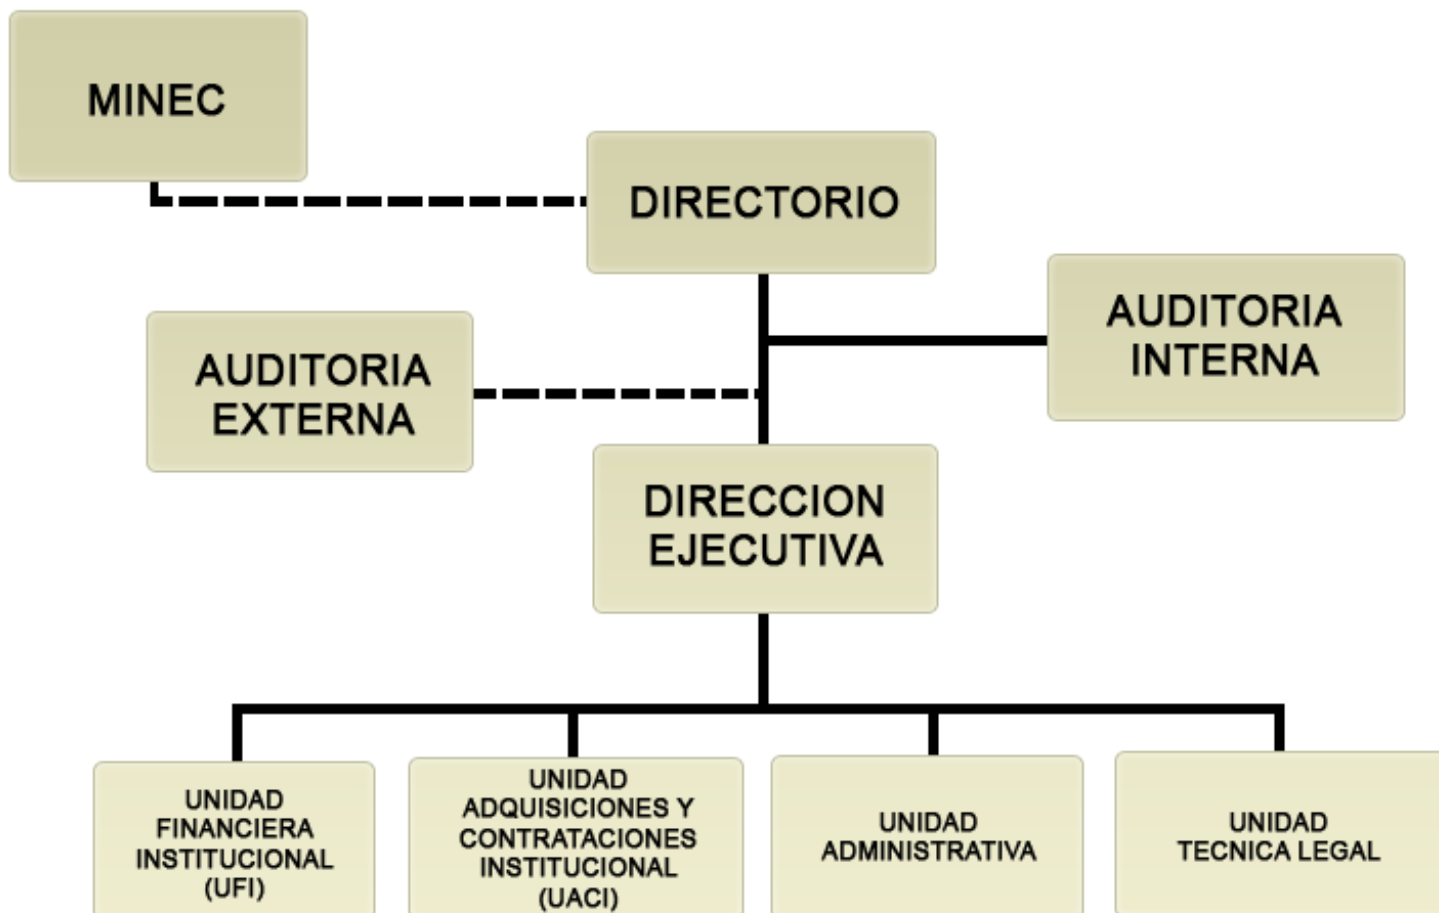 MINEC
DIRECTORIO
AUDITORIA
INTERNA
AUDITORIA
EXTERNA
DIRECCION
EJECUTIVA
UNIDAD
FINANCIERA
INSTITUCIONAL
(UFI)
UNIDAD
ADQUISICIONES Y
CONTRATACIONES
INSTITUCIONAL
(UACI)
UNIDAD
ADMINISTRATIVA
UNIDAD
TECNICA LEGAL